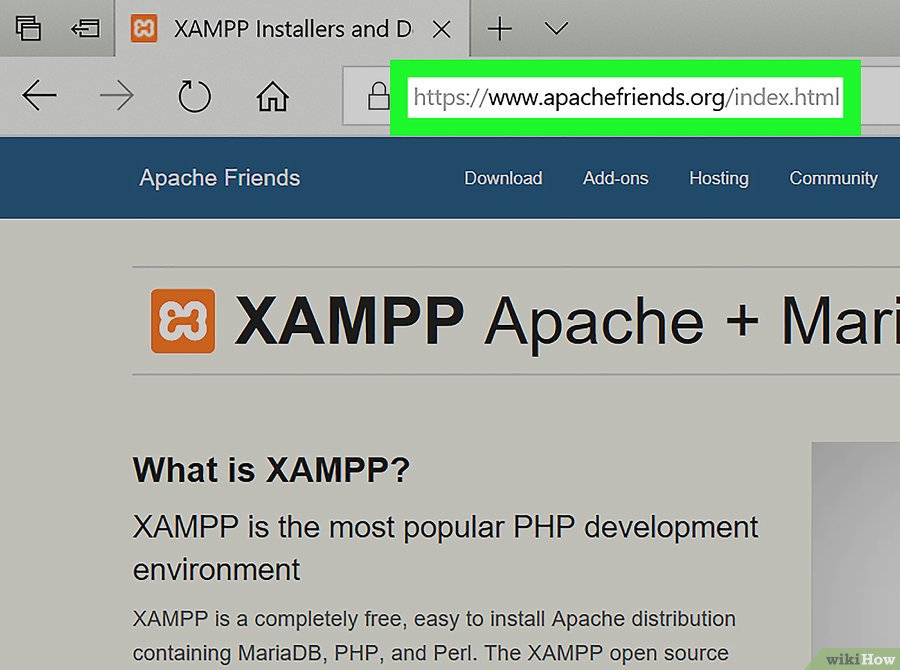 XAMPP Installers and D
https://www.apachefriends.org/index.html
Apache Friends Download Add-ons Hosting Community
XAMPP Apache + Mari
What is XAMPP?
XAMPP is the most popular PHP development
environment
XAMPP is a completely free, easy to install Apache distribution
containing MariaDB, PHP, and Perl. The XAMPP open source
wikiHow